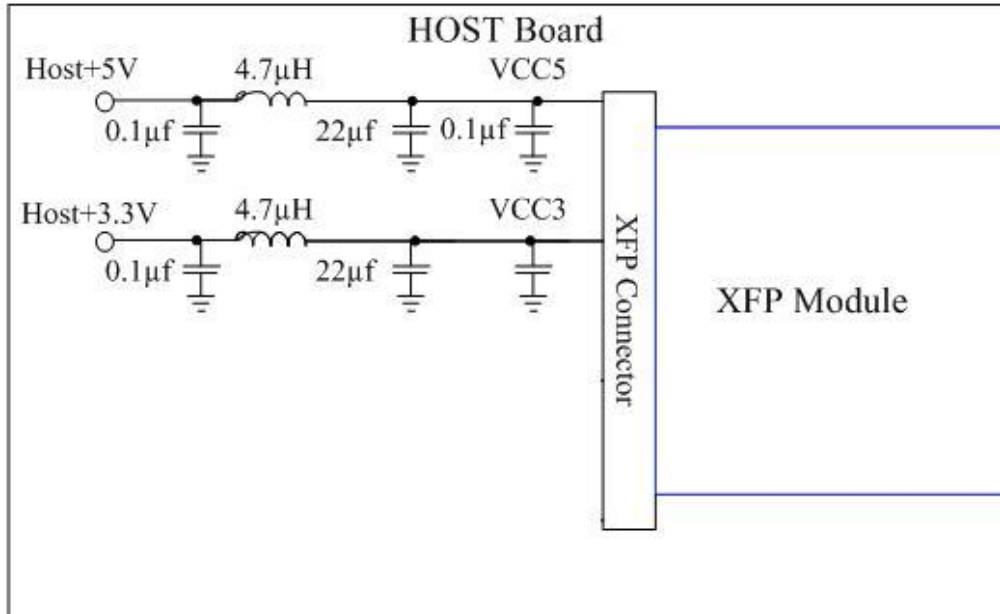 HOST Board
Host+5V
4.7μH
VCC5
0.1μf
22μf
0.1μf
Host+3.3V
4.7μH
VCC3
0.1μf
22μf
XFP Connector
XFP Module